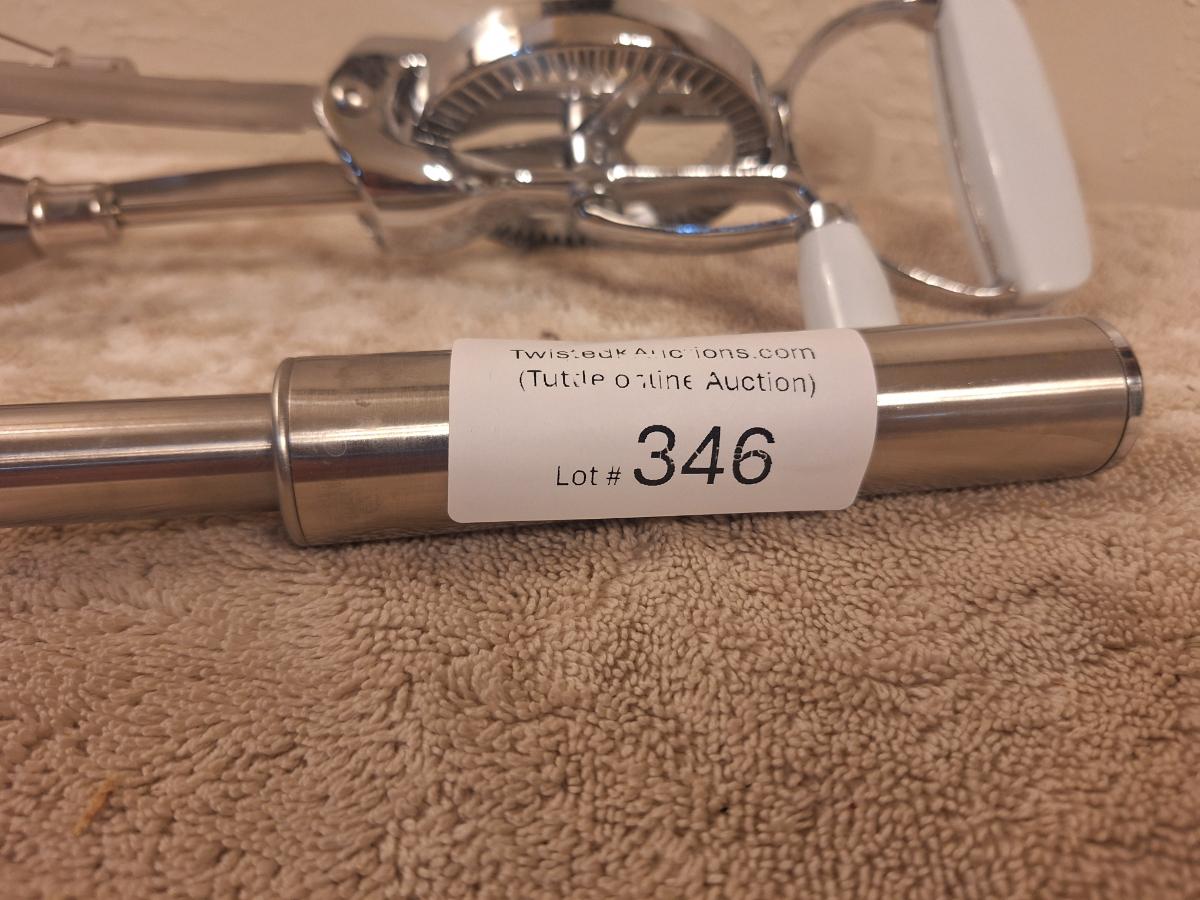 TwistedkAuctions.com
(Tuttle online Auction)
Lot # 346